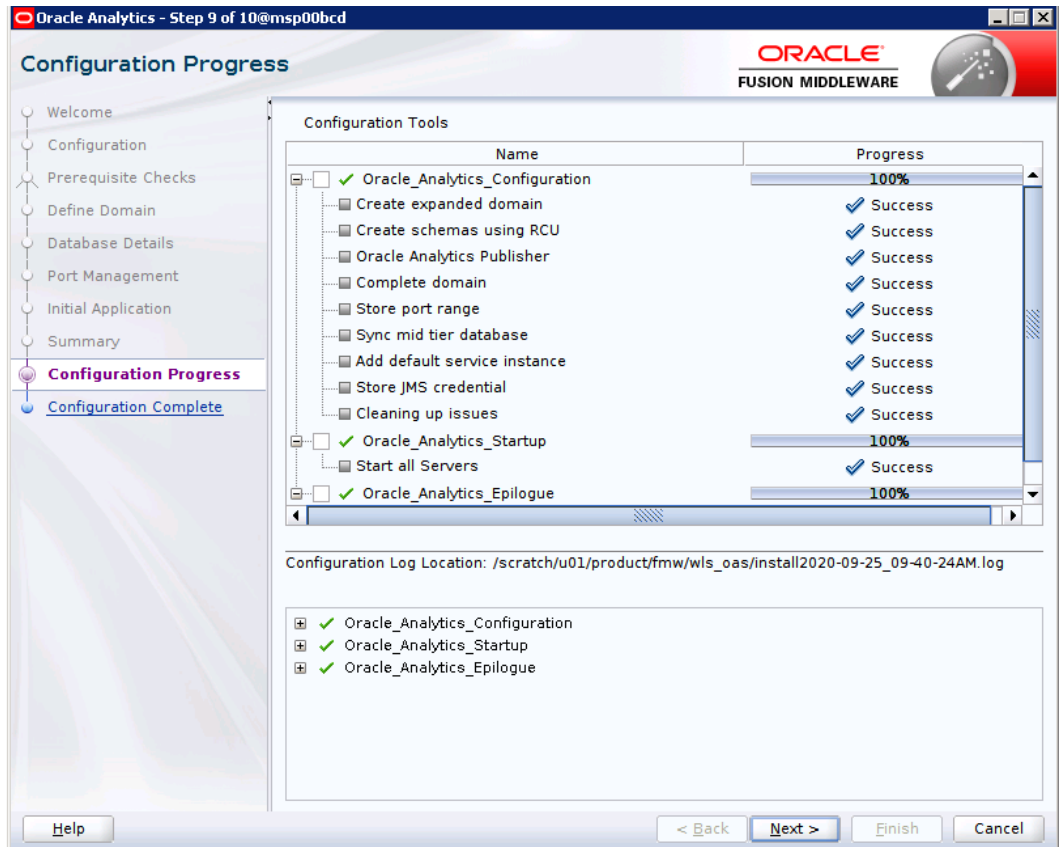 Oracle Analytics - Step 9 of 10@msp00bcd
Configuration Progress
ORACLE
FUSION MIDDLEWARE
Welcome
Configuration
Prerequisite Checks
Define Domain
Database Details
Port Management
Initial Application
Summary
Configuration Progress
Configuration Complete
Configuration Tools
Name Progress
Oracle_Analytics_Configuration 100%
Create expanded domain Success
Create schemas using RCU Success
Oracle Analytics Publisher Success
Complete domain Success
Store port range Success
Sync mid tier database Success
Add default service instance Success
Store JMS credential Success
Cleaning up issues Success
Oracle_Analytics_Startup 100%
Start all Servers Success
Oracle_Analytics_Epilogue 100%
Configuration Log Location: /scratch/u01/product/fmw/wls_oas/install2020-09-25_09-40-24AM.log
Oracle_Analytics_Configuration
Oracle_Analytics_Startup
Oracle_Analytics_Epilogue
Help < Back Next > Finish Cancel